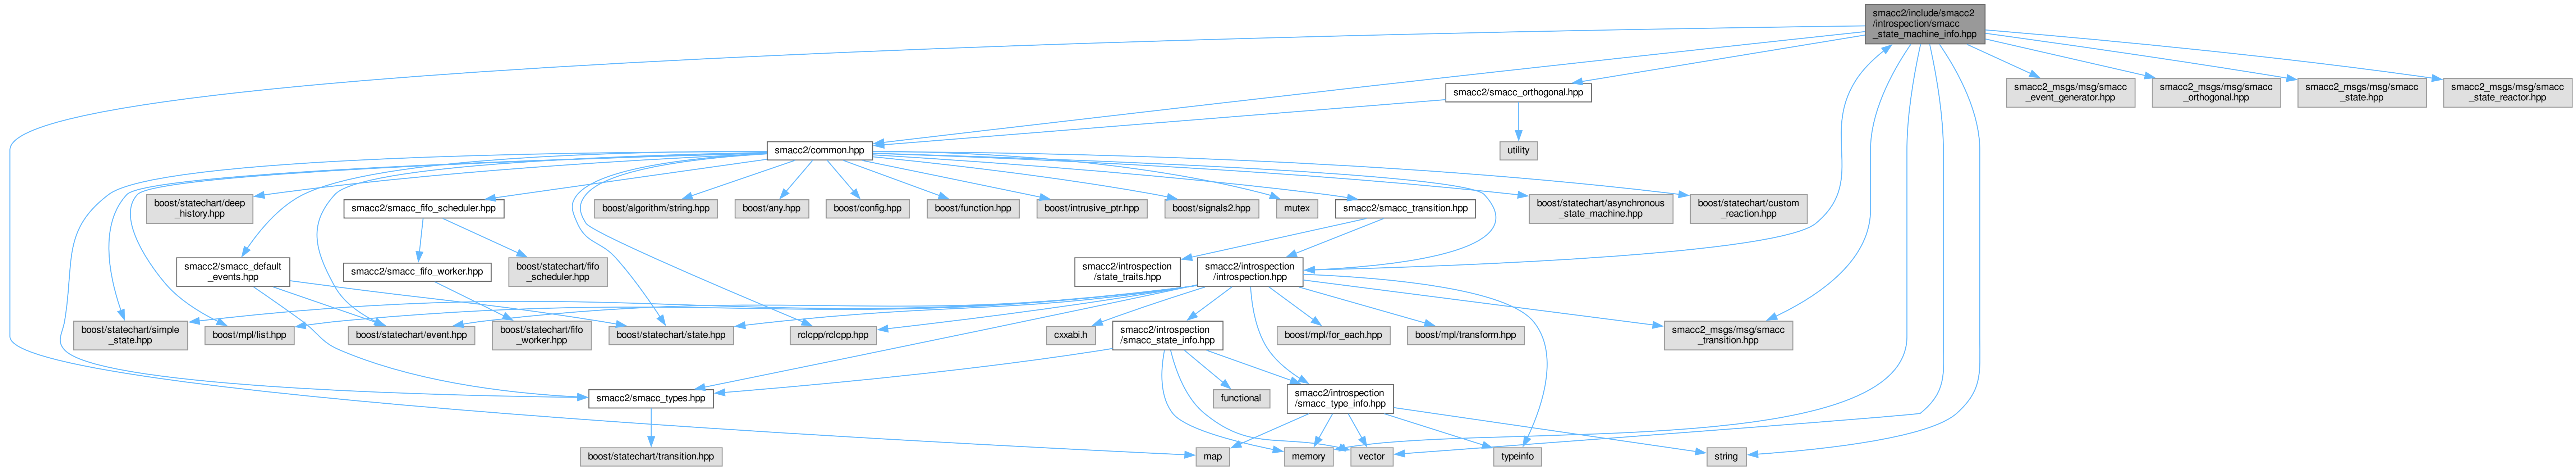 smacc2/include/smacc2
/introspection/smacc
_state_machine_info.hpp
smacc2/smacc_orthogonal.hpp
smacc2_msgs/msg/smacc
_event_generator.hpp
smacc2_msgs/msg/smacc
_orthogonal.hpp
smacc2_msgs/msg/smacc
_state.hpp
smacc2_msgs/msg/smacc
_state_reactor.hpp
smacc2/common.hpp
utility
boost/statechart/deep
_history.hpp
smacc2/smacc_fifo_scheduler.hpp
boost/algorithm/string.hpp
boost/any.hpp
boost/config.hpp
boost/function.hpp
boost/intrusive_ptr.hpp
boost/signals2.hpp
mutex
smacc2/smacc_transition.hpp
boost/statechart/asynchronous
_state_machine.hpp
boost/statechart/custom
_reaction.hpp
smacc2/smacc_default
_events.hpp
smacc2/smacc_fifo_worker.hpp
boost/statechart/fifo
_scheduler.hpp
smacc2/introspection
/state_traits.hpp
smacc2/introspection
/introspection.hpp
boost/statechart/simple
_state.hpp
boost/mpl/list.hpp
boost/statechart/event.hpp
boost/statechart/fifo
_worker.hpp
boost/statechart/state.hpp
rclcpp/rclcpp.hpp
cxxabi.h
smacc2/introspection
/smacc_state_info.hpp
boost/mpl/for_each.hpp
boost/mpl/transform.hpp
smacc2_msgs/msg/smacc
_transition.hpp
smacc2/smacc_types.hpp
functional
smacc2/introspection
/smacc_type_info.hpp
boost/statechart/transition.hpp
map
memory
vector
typeinfo
string